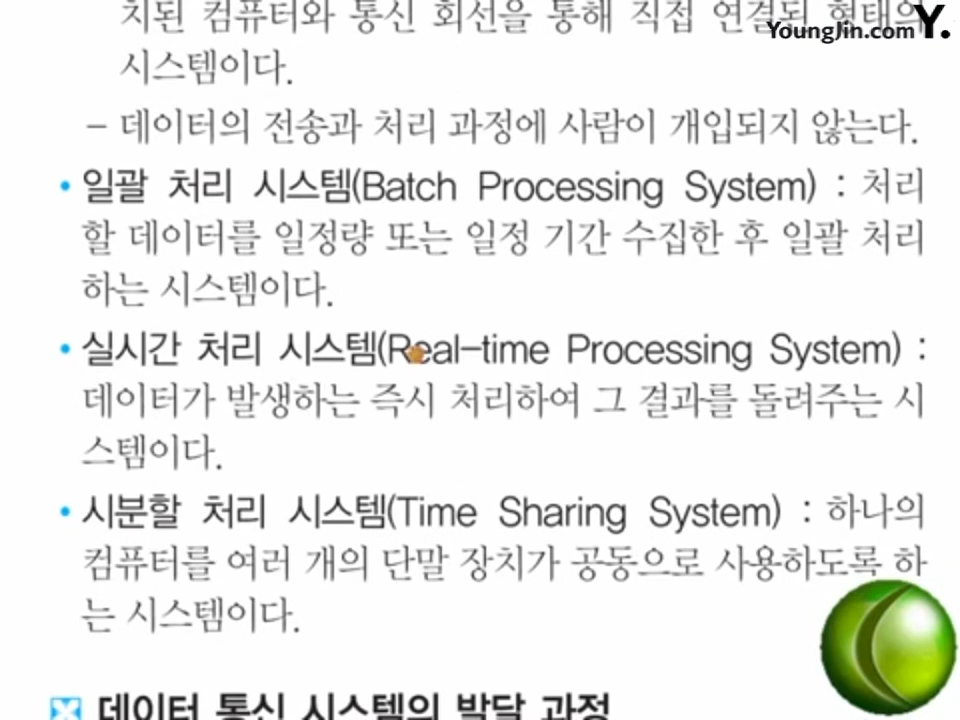 치된 컴퓨터와 통신 회선을 통해 직접 연결된 형태의
YoungJin.com Y.
시스템이다.
– 데이터의 전송과 처리 과정에 사람이 개입되지 않는다.
• 일괄 처리 시스템(Batch Processing System) : 처리
할 데이터를 일정량 또는 일정 기간 수집한 후 일괄 처리
하는 시스템이다.
• 실시간 처리 시스템(Real-time Processing System) :
데이터가 발생하는 즉시 처리하여 그 결과를 돌려주는 시
스템이다.
• 시분할 처리 시스템(Time Sharing System) : 하나의
컴퓨터를 여러 개의 단말 장치가 공동으로 사용하도록 하
는 시스템이다.
데이터 통신 시스템의 발달 과정